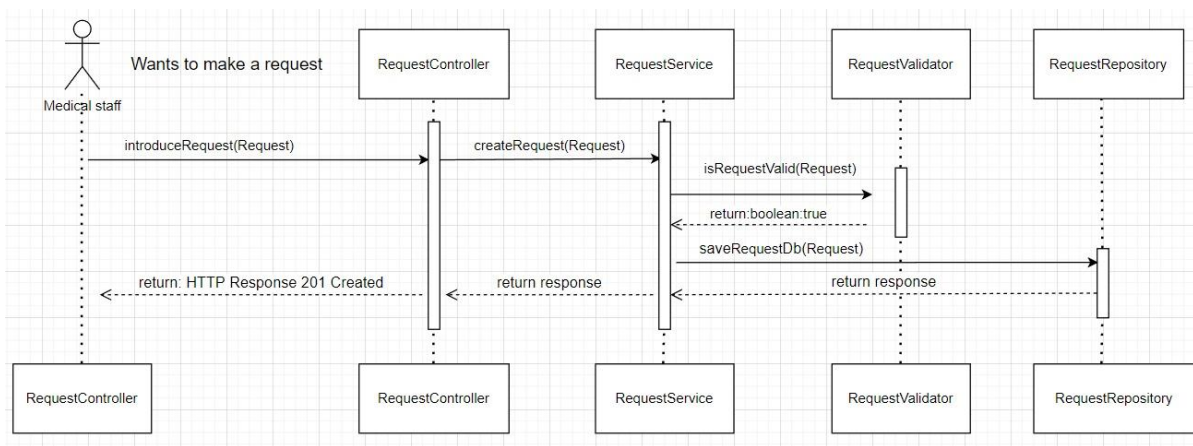 Wants to make a request
RequestController
RequestService
RequestValidator
RequestRepository
Medical staff
introduceRequest(Request)
createRequest(Request)
isRequestValid(Request)
return:boolean:true
saveRequestDb(Request)
return: HTTP Response 201 Created
return response
return response
RequestController
RequestController
RequestService
RequestValidator
RequestRepository